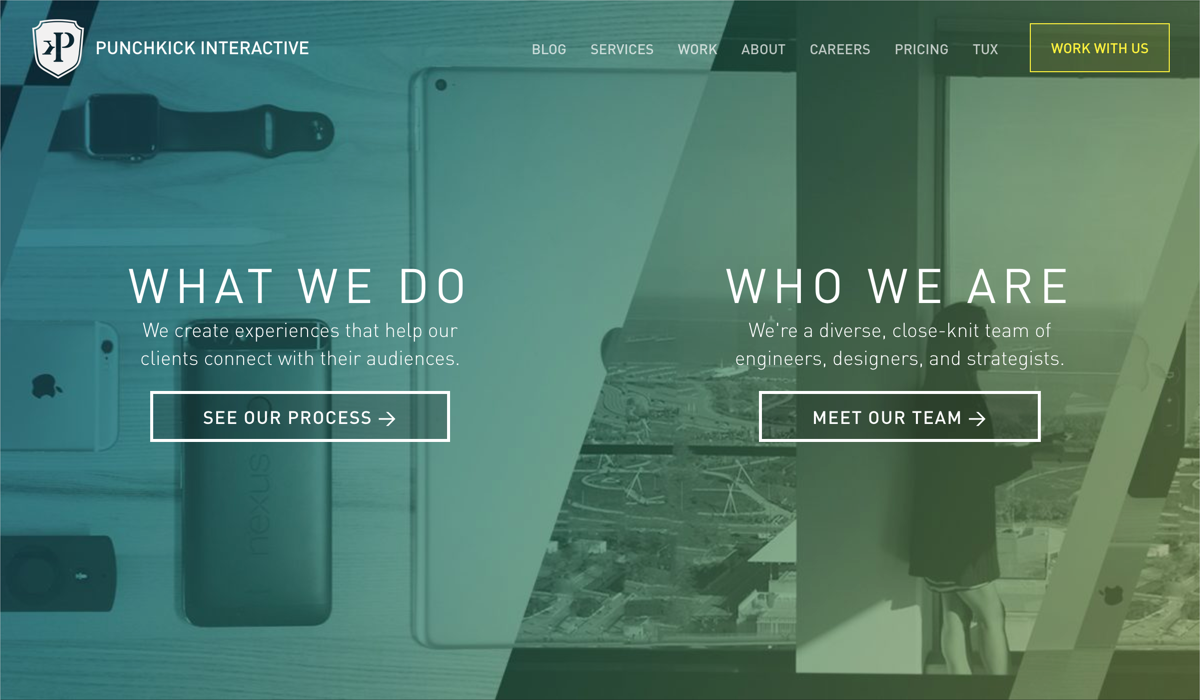 PUNCHKICK INTERACTIVE
BLOG SERVICES WORK ABOUT CAREERS PRICING TUX WORK WITH US
WHAT WE DO
We create experiences that help our
clients connect with their audiences.
SEE OUR PROCESS →
WHO WE ARE
We're a diverse, close-knit team of
engineers, designers, and strategists.
MEET OUR TEAM →
nexus